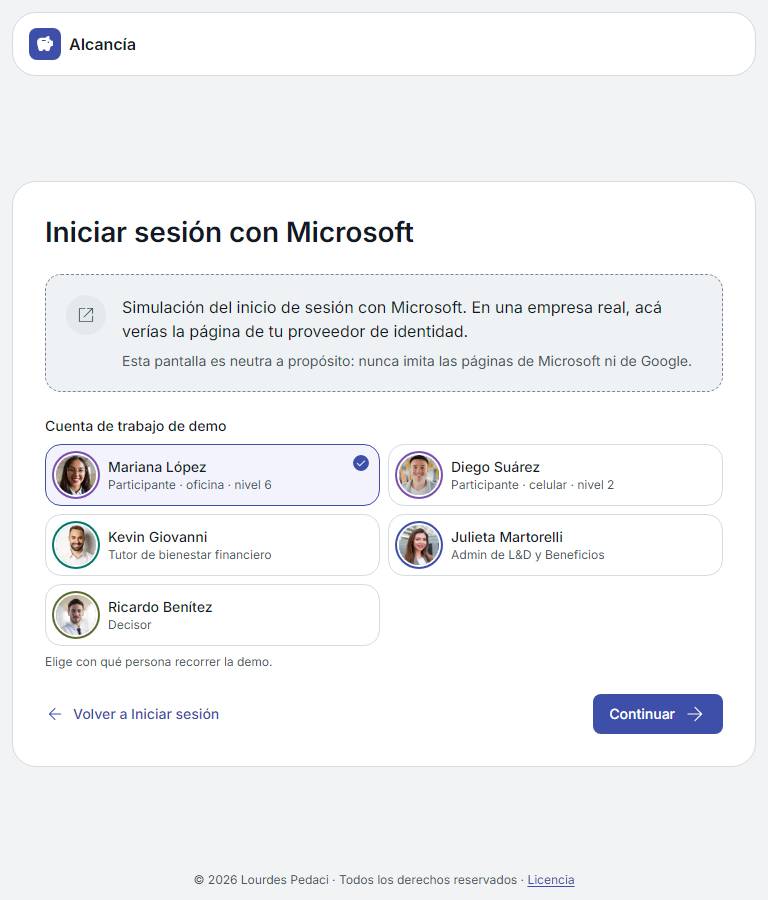 Alcancía
Iniciar sesión con Microsoft
Simulación del inicio de sesión con Microsoft. En una empresa real, acá
verías la página de tu proveedor de identidad.
Esta pantalla es neutra a propósito: nunca imita las páginas de Microsoft ni de Google.
Cuenta de trabajo de demo
Mariana López
Participante · oficina · nivel 6
Diego Suárez
Participante · celular · nivel 2
Kevin Giovanni
Tutor de bienestar financiero
Julieta Martorelli
Admin de L&D y Beneficios
Ricardo Benítez
Decisor
Elige con qué persona recorrer la demo.
Volver a Iniciar sesión
Continuar
© 2026 Lourdes Pedaci · Todos los derechos reservados · Licencia